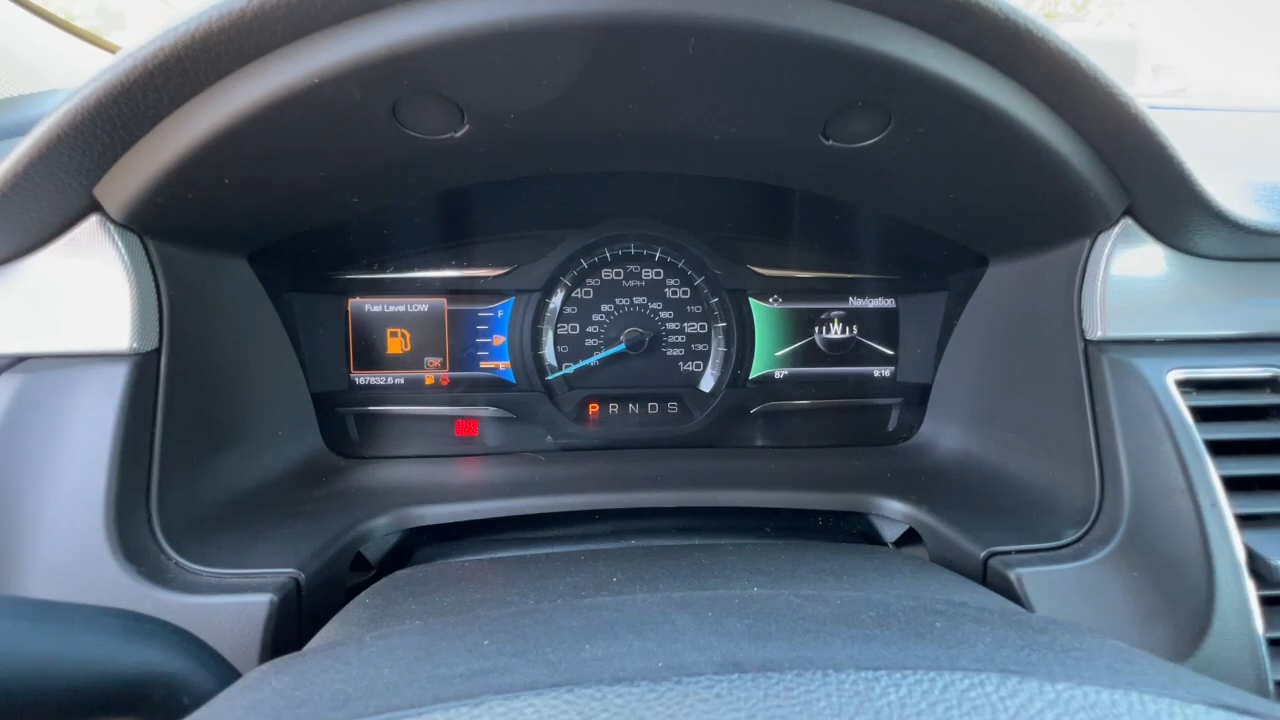 Fuel Level LOW
OK
167832.6 mi
F
E
0 10 20 30 40 60 70 80 90 100 110 120 130 140
MPH
20 40 60 80 100 120 140 160 180 200 220
P R N D S
Navigation
W S
87°
9:16